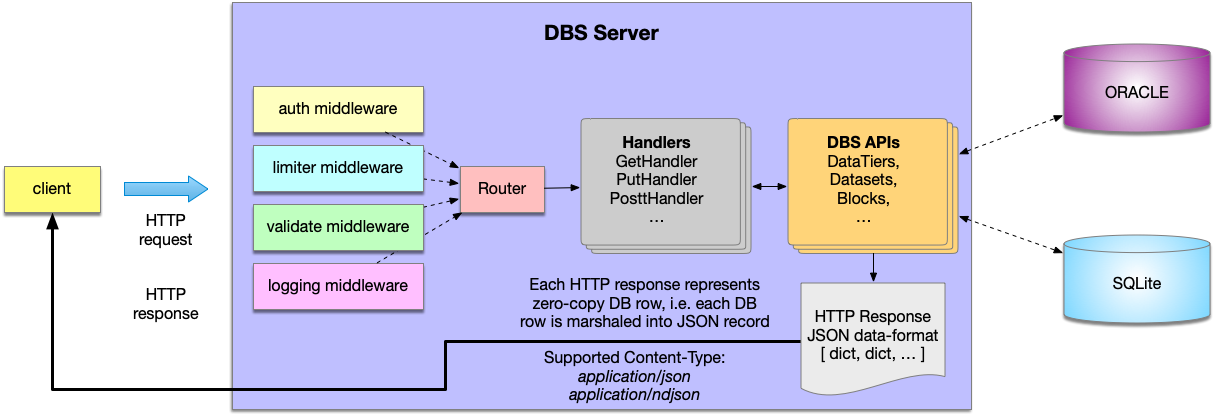 DBS Server
client
HTTP
request
HTTP
response
auth middleware
limiter middleware
validate middleware
logging middleware
Router
Handlers
GetHandler
PutHandler
PosttHandler
...
DBS APIs
DataTiers,
Datasets,
Blocks,
...
ORACLE
SQLite
Each HTTP response represents
zero-copy DB row, i.e. each DB
row is marshaled into JSON record
Supported Content-Type:
application/json
application/ndjson
HTTP Response
JSON data-format
[ dict, dict, ... ]